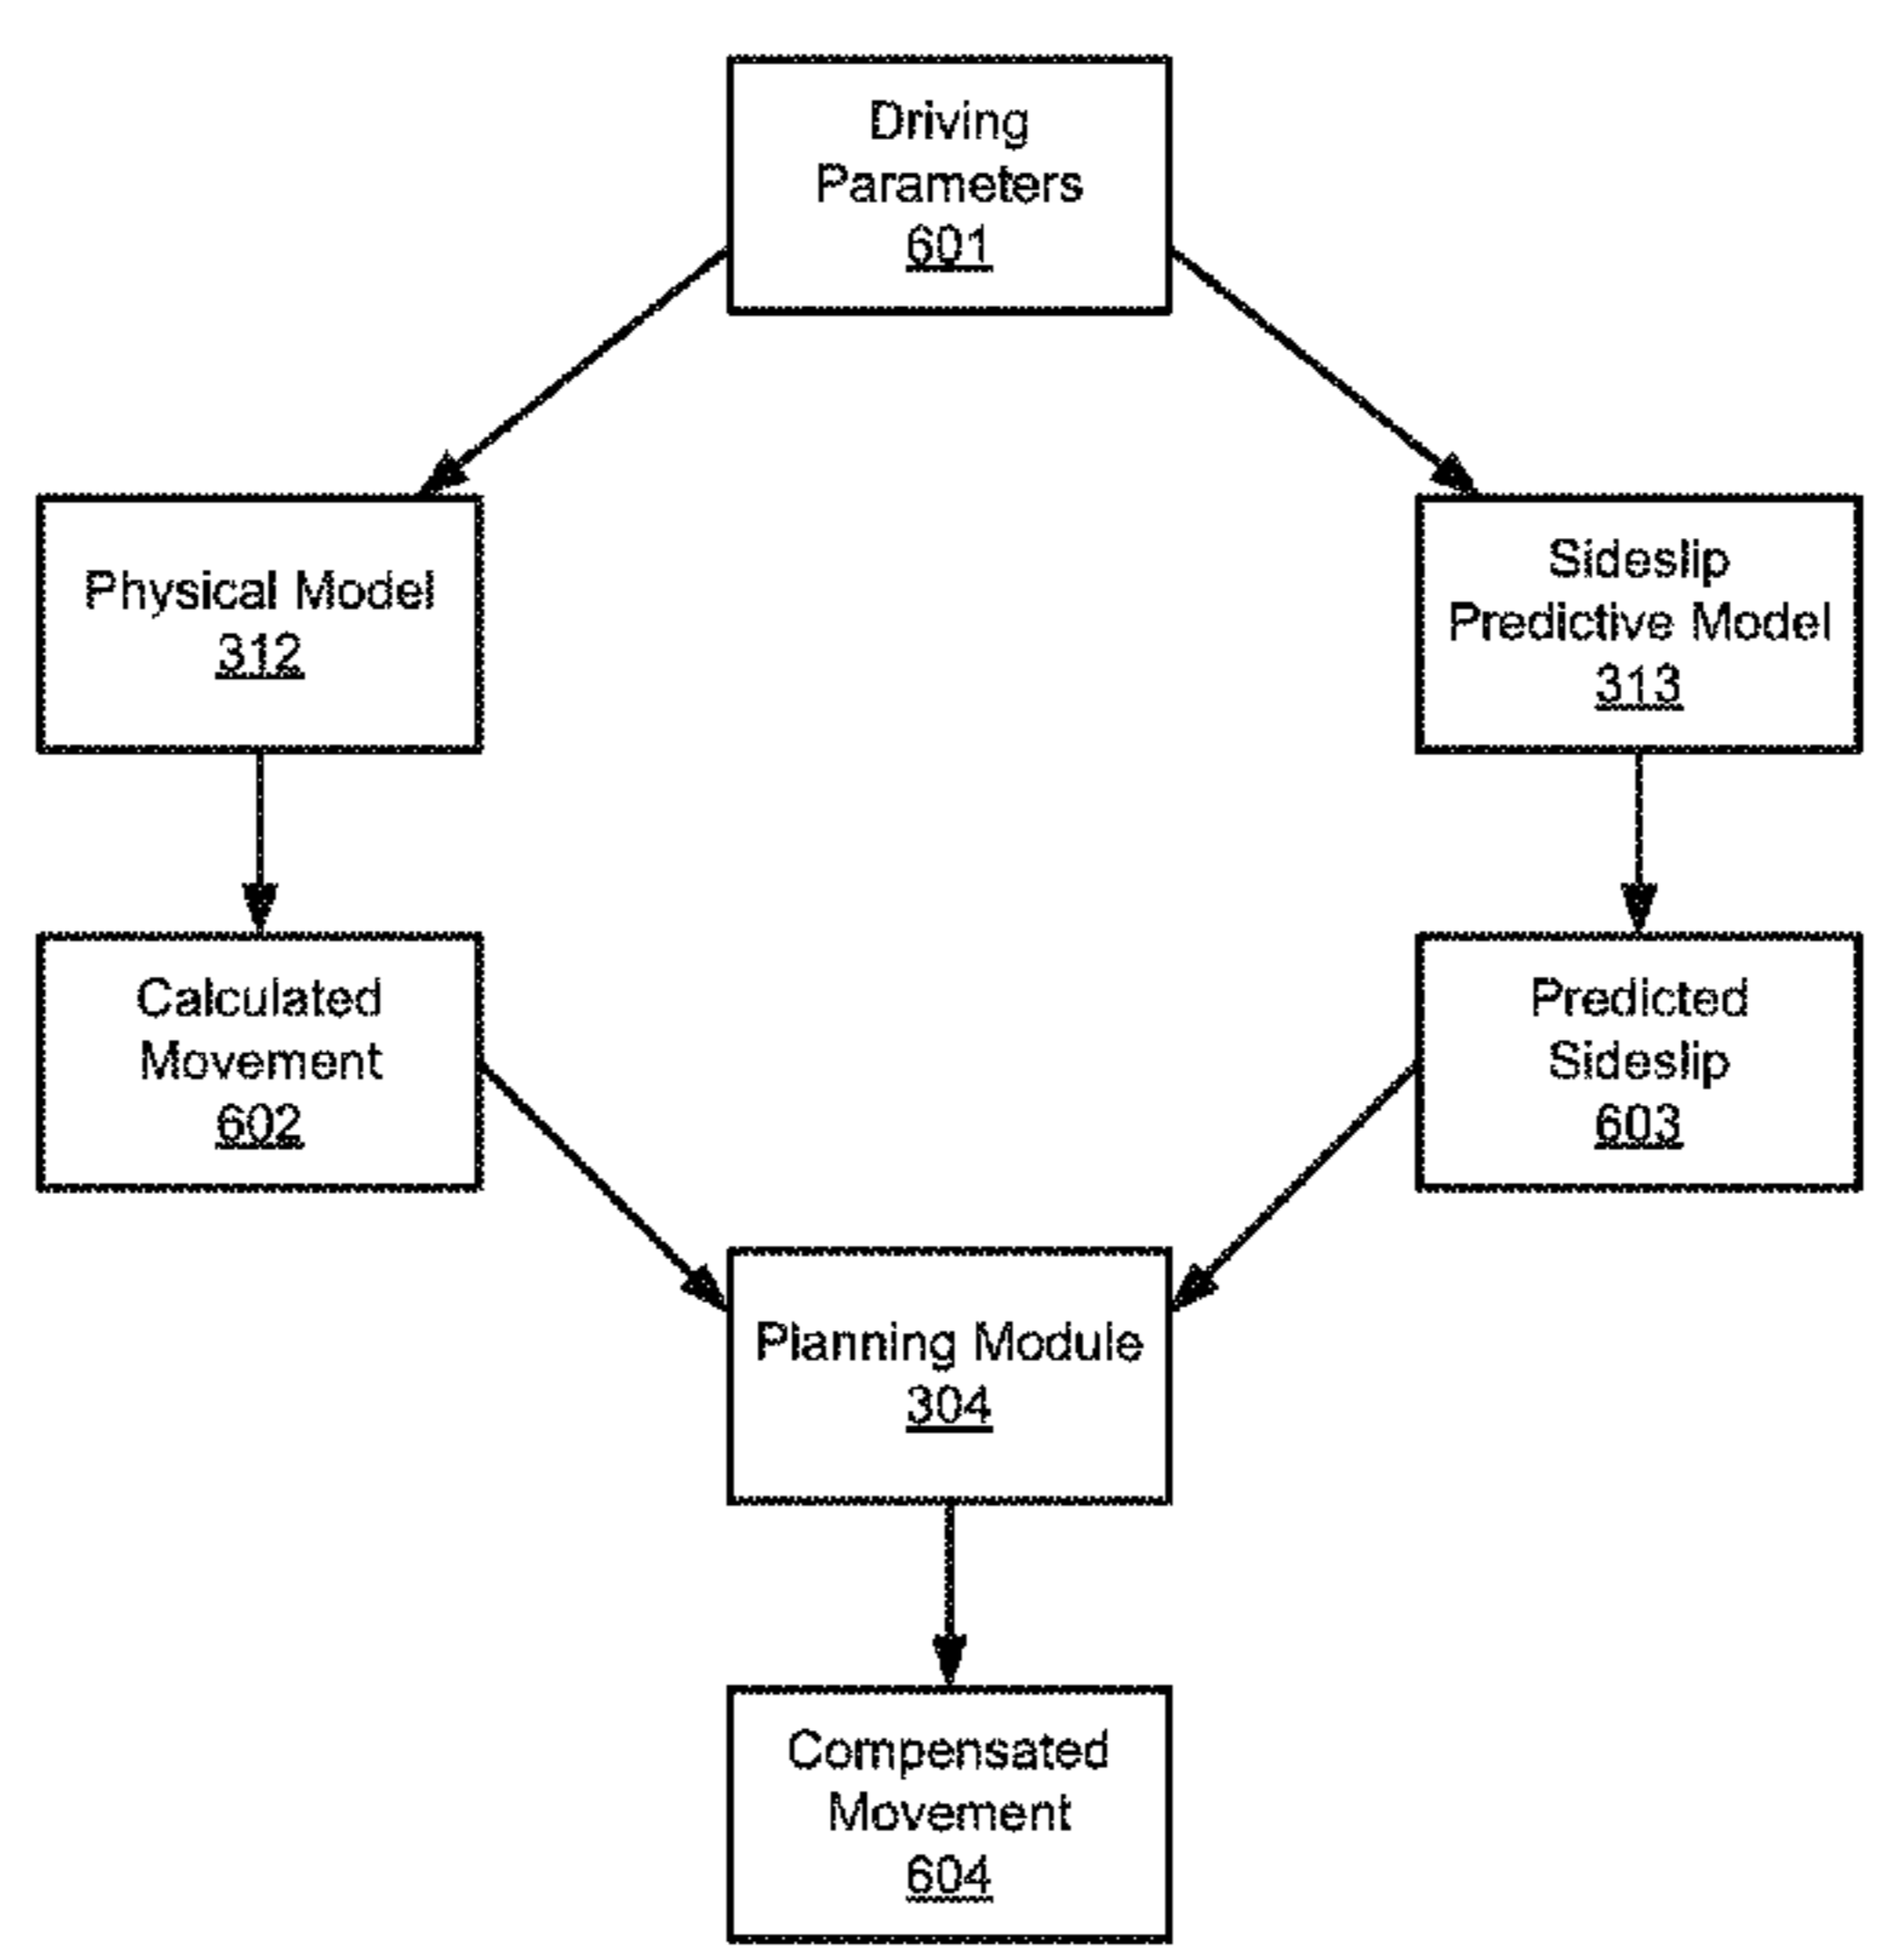 Driving
Parameters
601
Physical Model
312
Sideslip
Predictive Model
313
Calculated
Movement
602
Predicted
Sideslip
603
Planning Module
304
Compensated
Movement
604